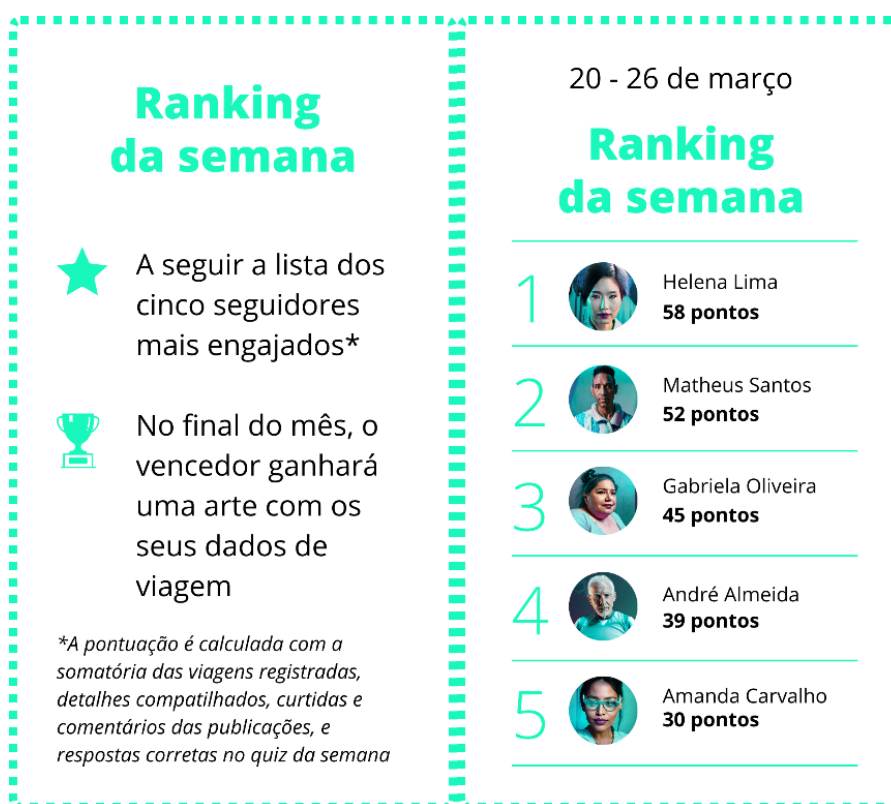 Ranking
da semana
A seguir a lista dos
cinco seguidores
mais engajados*
No final do mês, o
vencedor ganhará
uma arte com os
seus dados de
viagem
*A pontuação é calculada com a
somatória das viagens registradas,
detalhes compatilhados, curtidas e
comentários das publicações, e
respostas corretas no quiz da semana
20 - 26 de março
Ranking
da semana
1
Helena Lima
58 pontos
2
Matheus Santos
52 pontos
3
Gabriela Oliveira
45 pontos
4
André Almeida
39 pontos
5
Amanda Carvalho
30 pontos